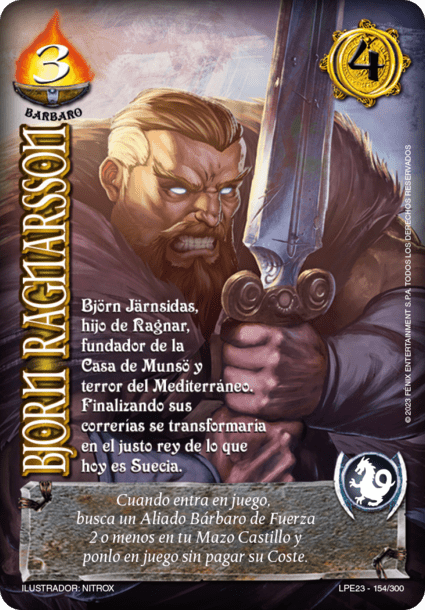 3
BÁRBARO
4
BJORN RAGNARSSON
Björn Järnsidas,
hijo de Ragnar,
fundador de la
Casa de Munsö y
terror del Mediterráneo.
Finalizando sus
correrías se transformaría
en el justo rey de lo que
hoy es Suecia.
© 2023 FÉNIX ENTERTAINMENT S.P.A. TODOS LOS DERECHOS RESERVADOS
Cuando entra en juego,
busca un Aliado Bárbaro de Fuerza
2 o menos en tu Mazo Castillo y
ponlo en juego sin pagar su Coste.
ILUSTRADOR: NITROX
LPE23 - 154/300